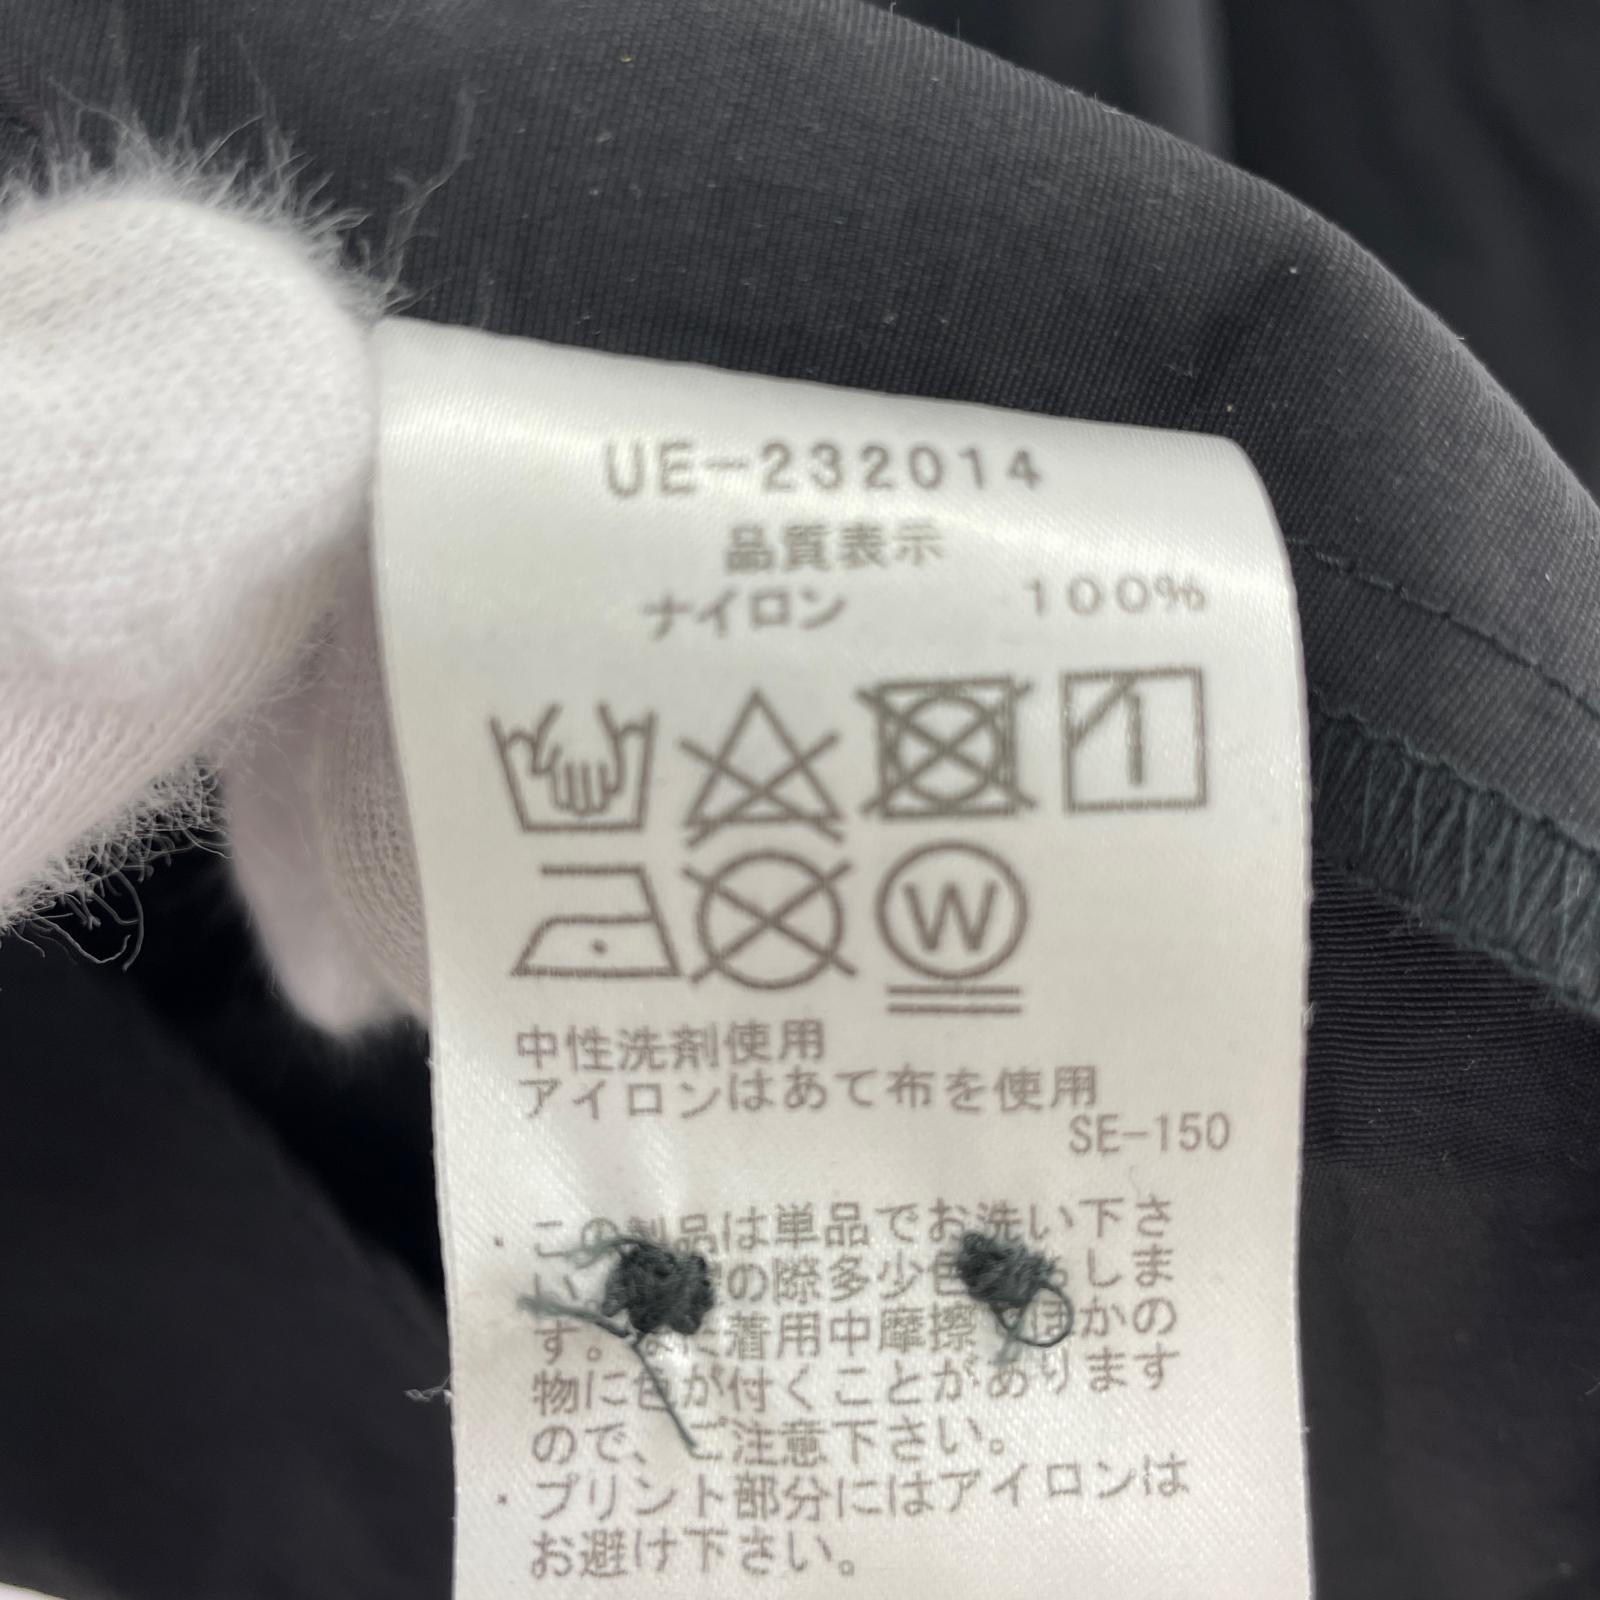 UE-232014
品質表示
ナイロン 100%
W
中性洗剤使用
アイロンはあて布を使用
SE-150
・この製品は単品でお洗い下さ
い。 の際多少色 ちしま
す。 着用中摩擦 ほかの
物に色が付くことがあります
ので、ご注意下さい。
・プリント部分にはアイロンは
お避け下さい。